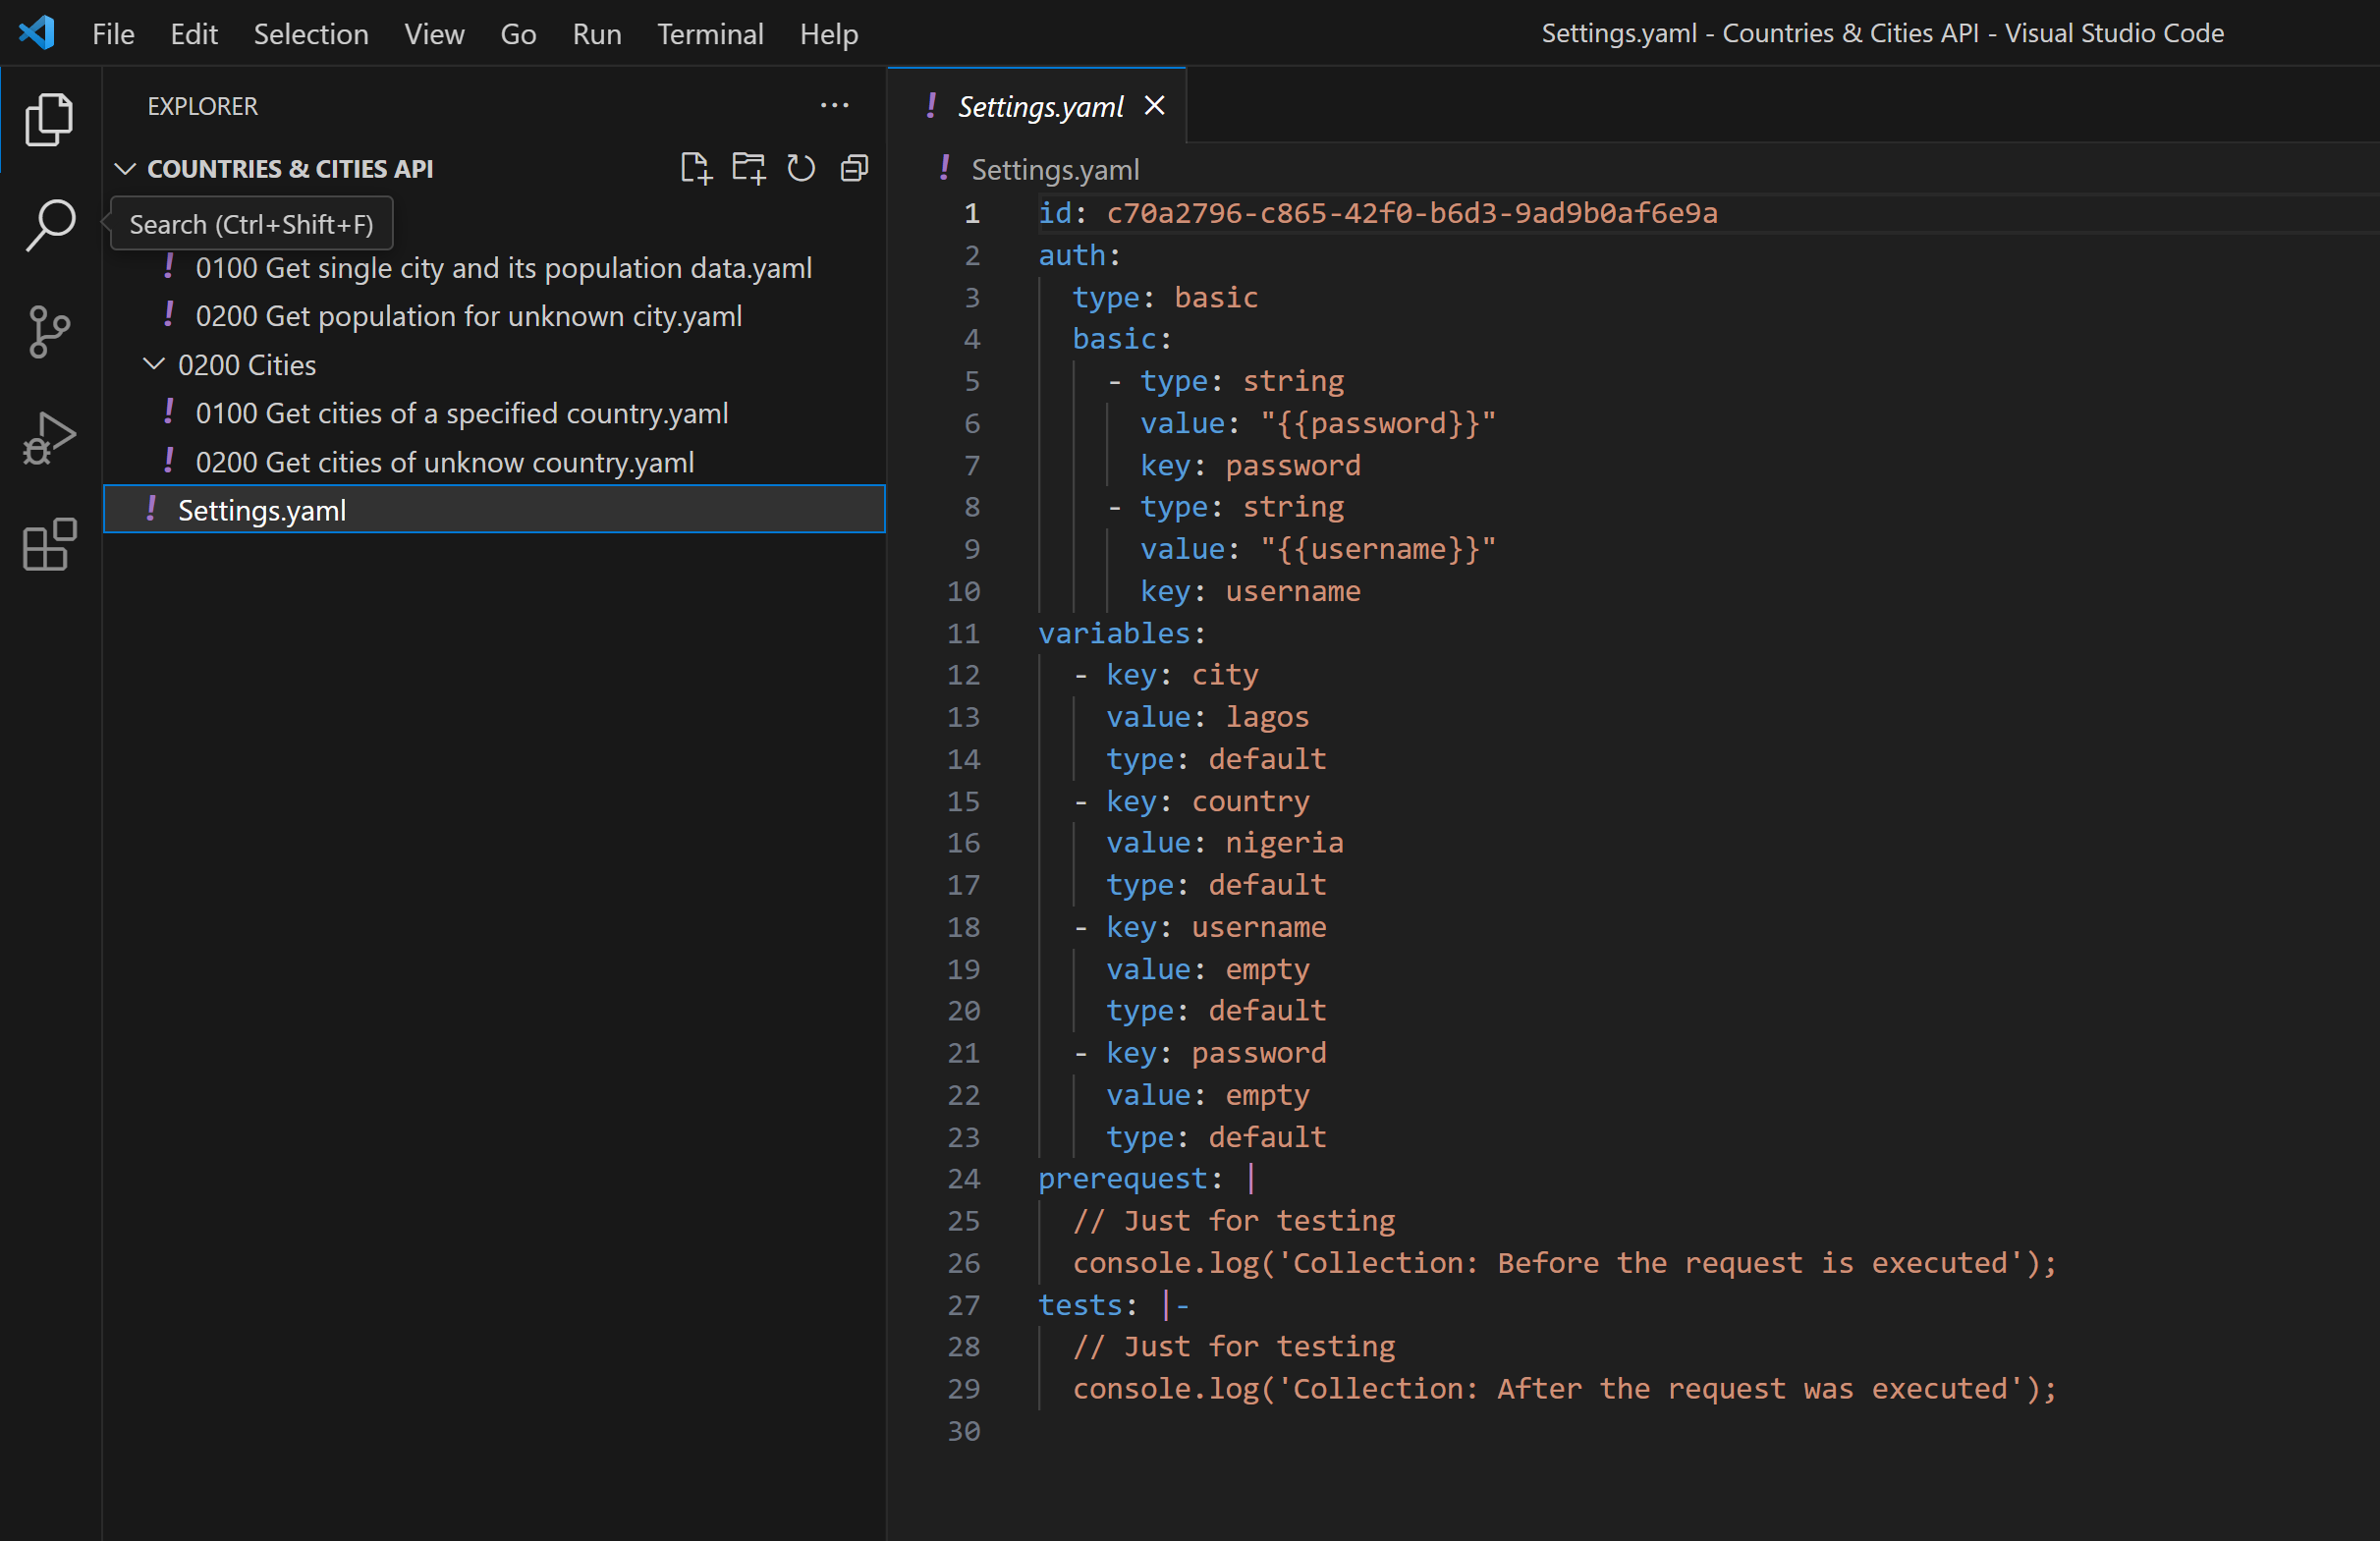 File Edit Selection View Go Run Terminal Help
Settings.yaml - Countries & Cities API - Visual Studio Code
EXPLORER
COUNTRIES & CITIES API
Search (Ctrl+Shift+F)
! 0100 Get single city and its population data.yaml
! 0200 Get population for unknown city.yaml
0200 Cities
! 0100 Get cities of a specified country.yaml
! 0200 Get cities of unknow country.yaml
! Settings.yaml
! Settings.yaml
! Settings.yaml
1 id: c70a2796-c865-42f0-b6d3-9ad9b0af6e9a
2 auth:
3 type: basic
4 basic:
5 - type: string
6 value: "{{password}}"
7 key: password
8 - type: string
9 value: "{{username}}"
10 key: username
11 variables:
12 - key: city
13 value: lagos
14 type: default
15 - key: country
16 value: nigeria
17 type: default
18 - key: username
19 value: empty
20 type: default
21 - key: password
22 value: empty
23 type: default
24 prerequest: |
25 // Just for testing
26 console.log('Collection: Before the request is executed');
27 tests: |-
28 // Just for testing
29 console.log('Collection: After the request was executed');
30